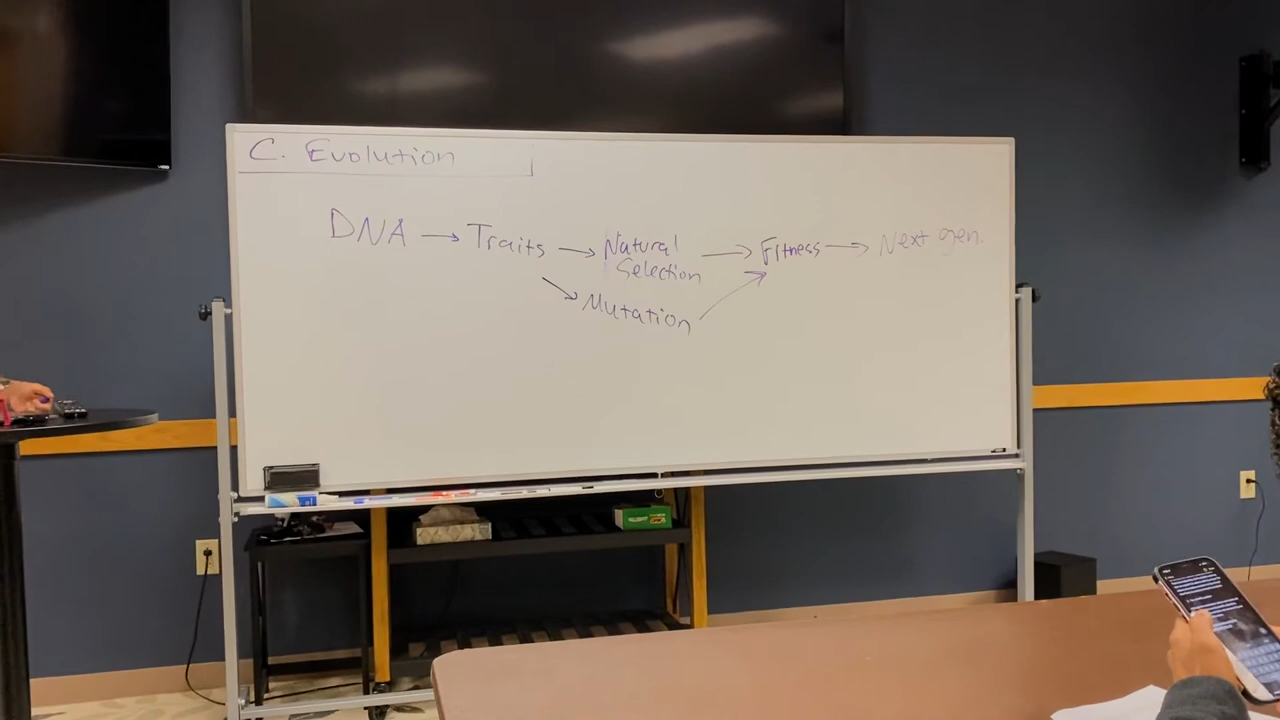 C. Evolution
DNA → Traits → Natural Selection → Fitness → Next gen.
↘ Mutation ↗